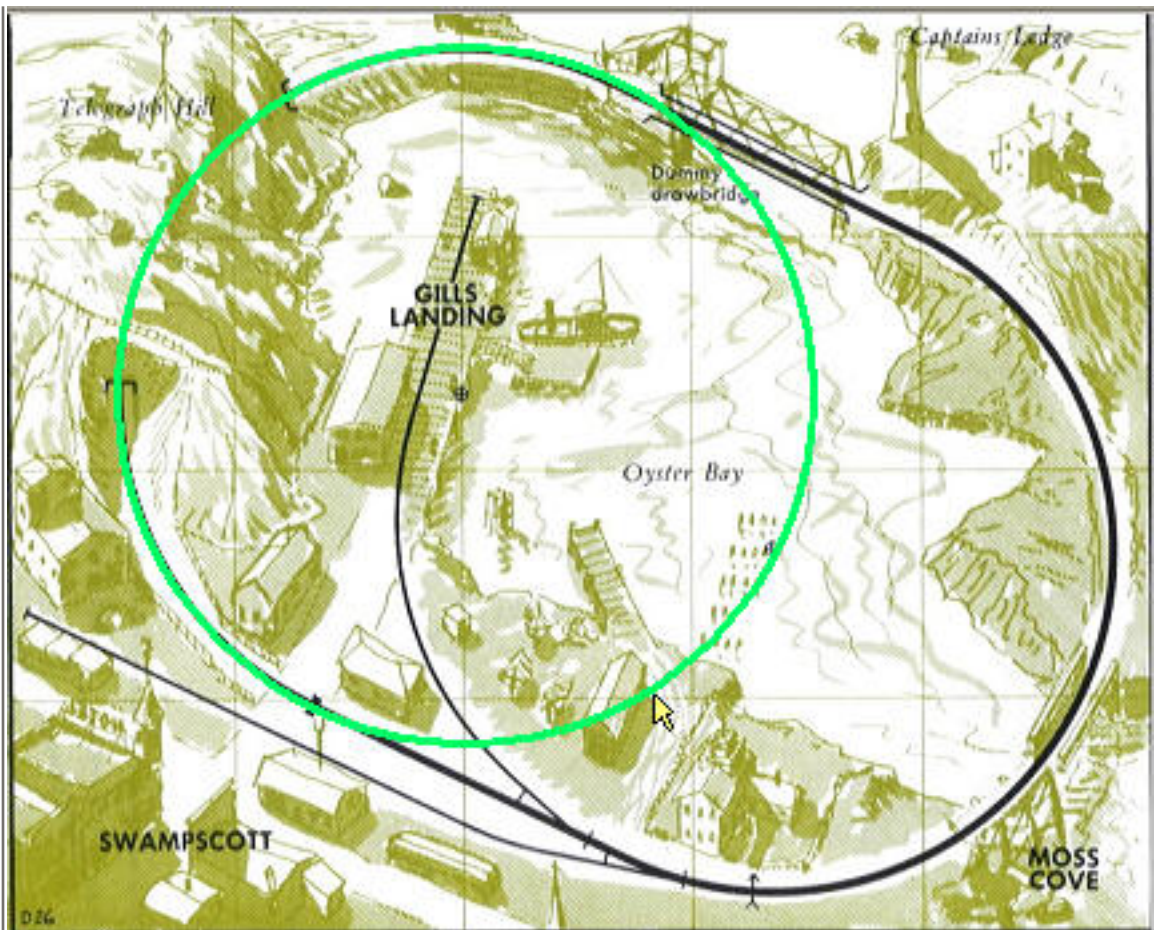 Captains Ledge
Telegraph Hill
Dummy
drawbridge
GILLS
LANDING
Oyster Bay
SWAMPSCOTT
MOSS
COVE
D26